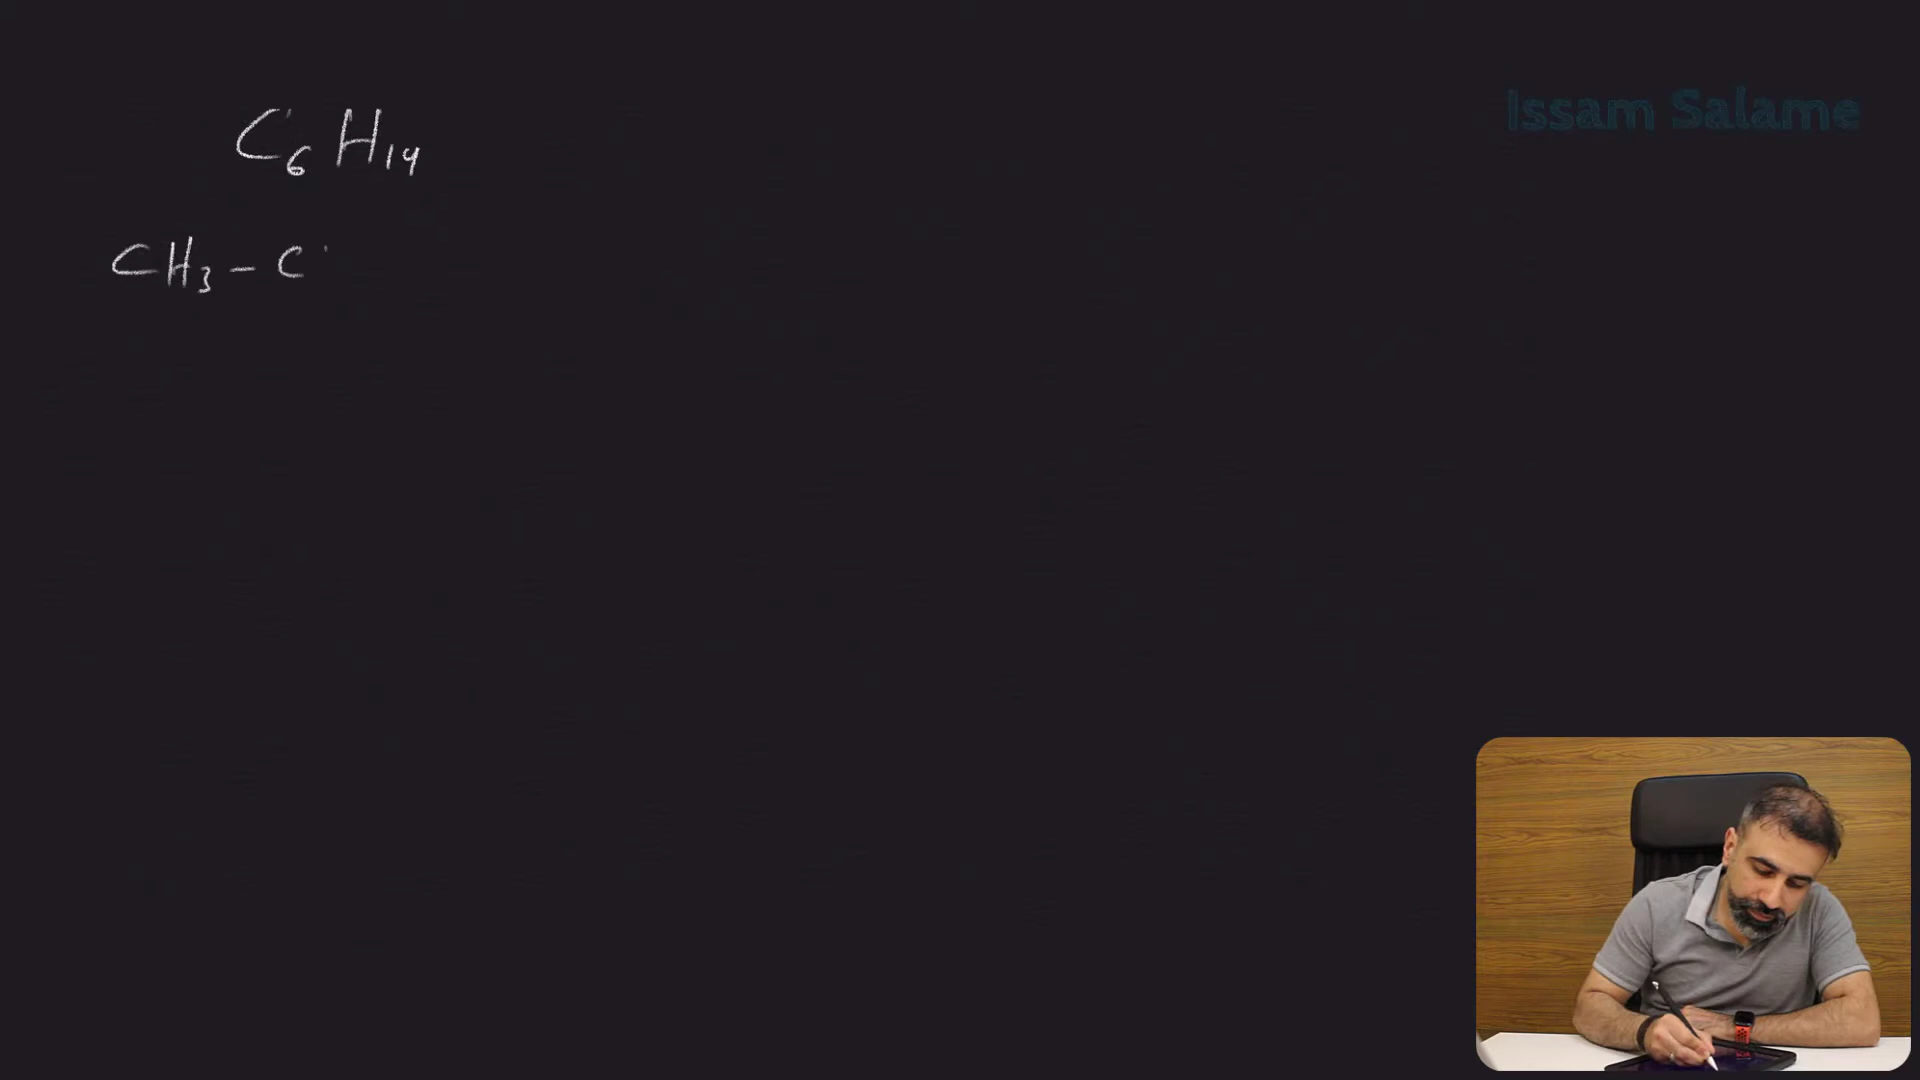 Issam Salame
C₆H₁₄
CH₃ – C